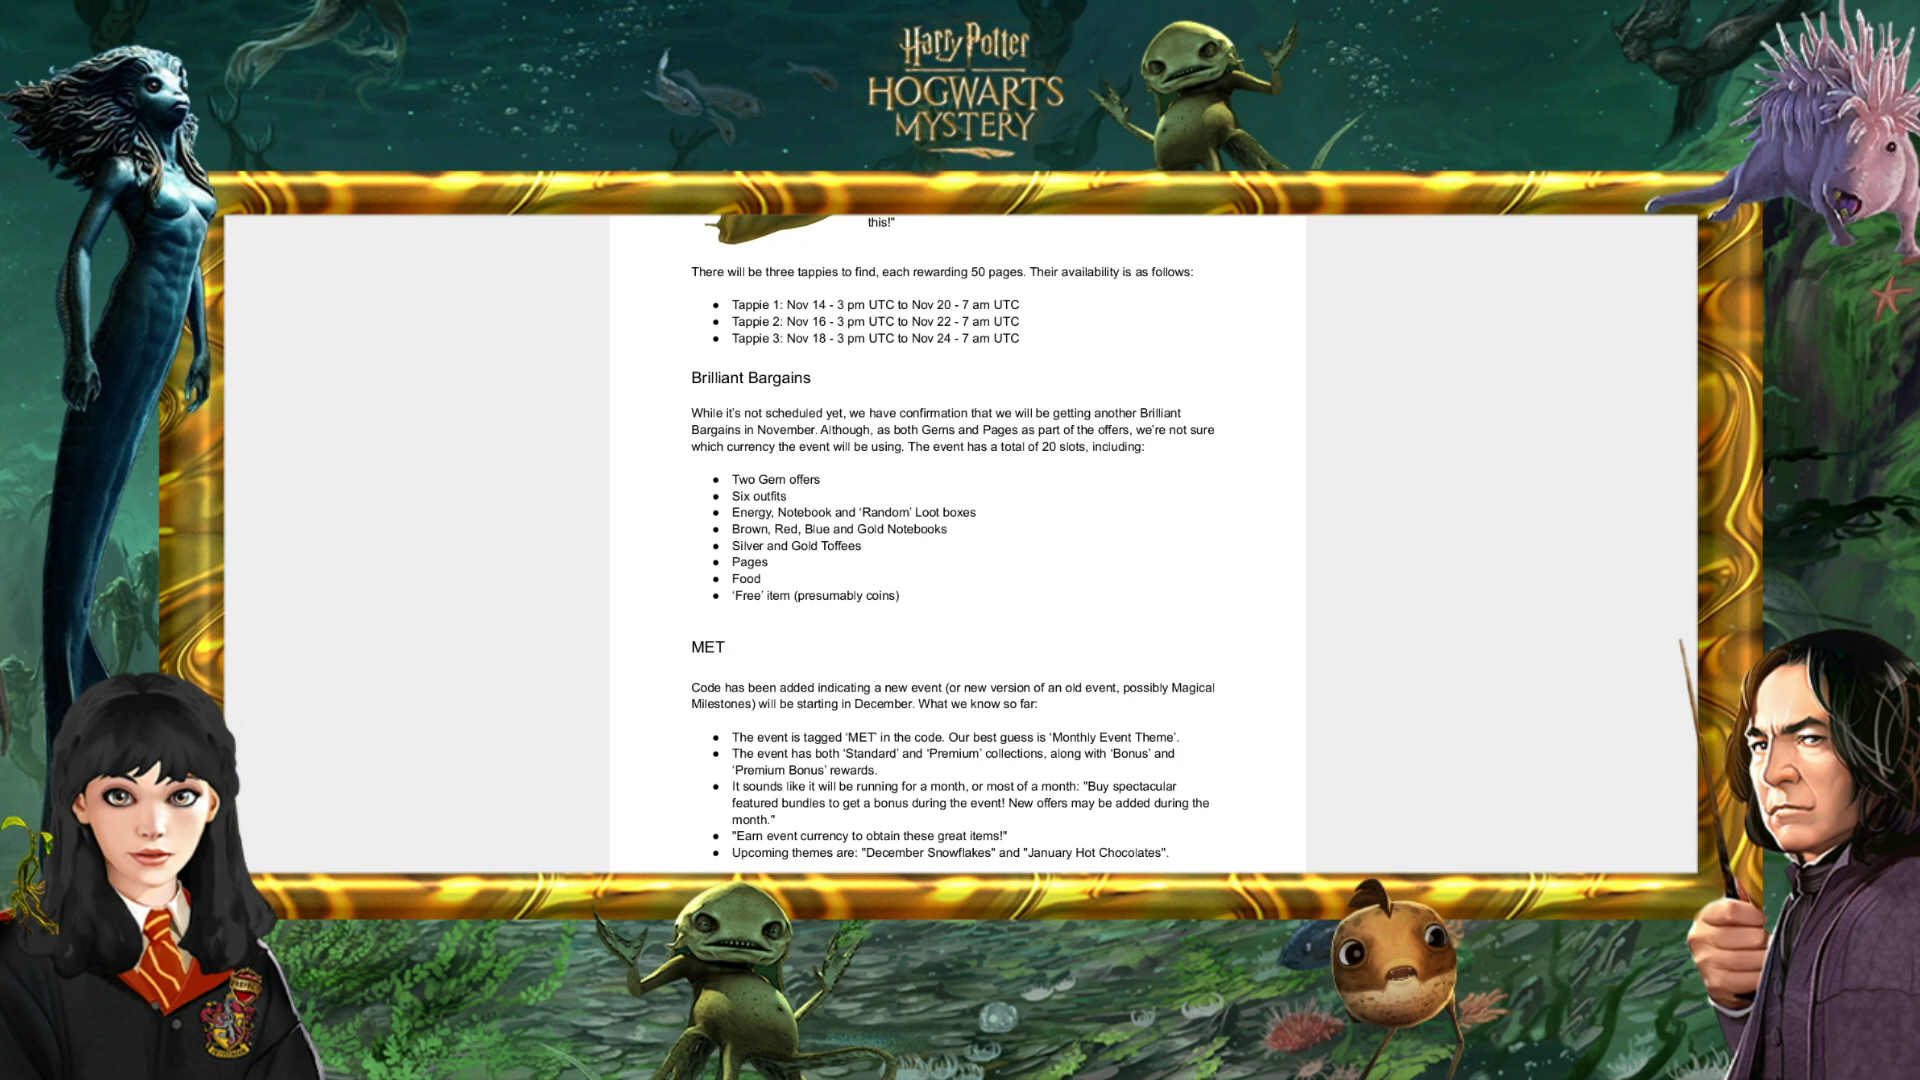 Harry Potter
HOGWARTS
MYSTERY
this!"
There will be three tappies to find, each rewarding 50 pages. Their availability is as follows:
● Tappie 1: Nov 14 - 3 pm UTC to Nov 20 - 7 am UTC
● Tappie 2: Nov 16 - 3 pm UTC to Nov 22 - 7 am UTC
● Tappie 3: Nov 18 - 3 pm UTC to Nov 24 - 7 am UTC
Brilliant Bargains
While it’s not scheduled yet, we have confirmation that we will be getting another Brilliant
Bargains in November. Although, as both Gems and Pages as part of the offers, we’re not sure
which currency the event will be using. The event has a total of 20 slots, including:
● Two Gem offers
● Six outfits
● Energy, Notebook and ‘Random’ Loot boxes
● Brown, Red, Blue and Gold Notebooks
● Silver and Gold Toffees
● Pages
● Food
● ‘Free’ item (presumably coins)
MET
Code has been added indicating a new event (or new version of an old event, possibly Magical
Milestones) will be starting in December. What we know so far:
● The event is tagged ‘MET’ in the code. Our best guess is ‘Monthly Event Theme’.
● The event has both ‘Standard’ and ‘Premium’ collections, along with ‘Bonus’ and
‘Premium Bonus’ rewards.
● It sounds like it will be running for a month, or most of a month: "Buy spectacular
featured bundles to get a bonus during the event! New offers may be added during the
month."
● "Earn event currency to obtain these great items!"
● Upcoming themes are: "December Snowflakes" and "January Hot Chocolates".
PREFECT